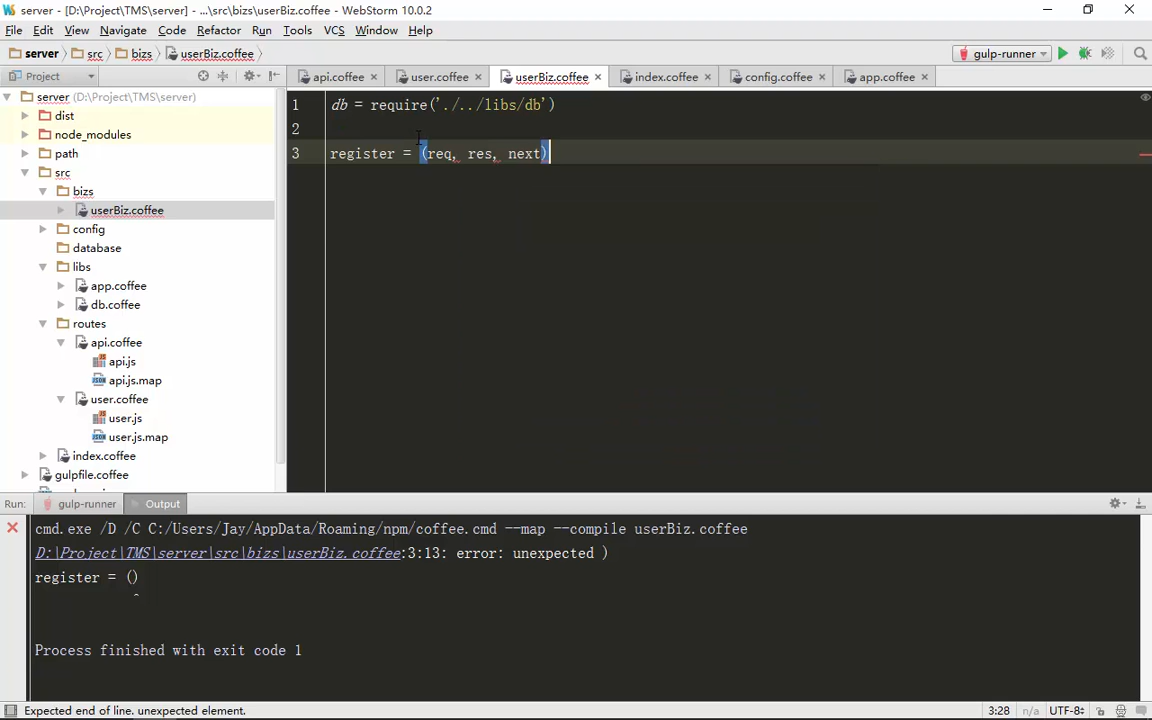 server - [D:\Project\TMS\server] - ...\src\bizs\userBiz.coffee - WebStorm 10.0.2
File Edit View Navigate Code Refactor Run Tools VCS Window Help
server src bizs userBiz.coffee gulp-runner
Project api.coffee user.coffee userBiz.coffee index.coffee config.coffee app.coffee
server (D:\Project\TMS\server)
dist
node_modules
path
src
bizs
userBiz.coffee
config
database
libs
app.coffee
db.coffee
routes
api.coffee
api.js
api.js.map
user.coffee
user.js
user.js.map
index.coffee
gulpfile.coffee
1 db = require('./../libs/db')
2
3 register = (req, res, next)
Run: gulp-runner Output
cmd.exe /D /C C:/Users/Jay/AppData/Roaming/npm/coffee.cmd --map --compile userBiz.coffee
D:\Project\TMS\server\src\bizs\userBiz.coffee:3:13: error: unexpected )
register = ()
^
Process finished with exit code 1
Expected end of line. unexpected element. 3:28 n/a UTF-8